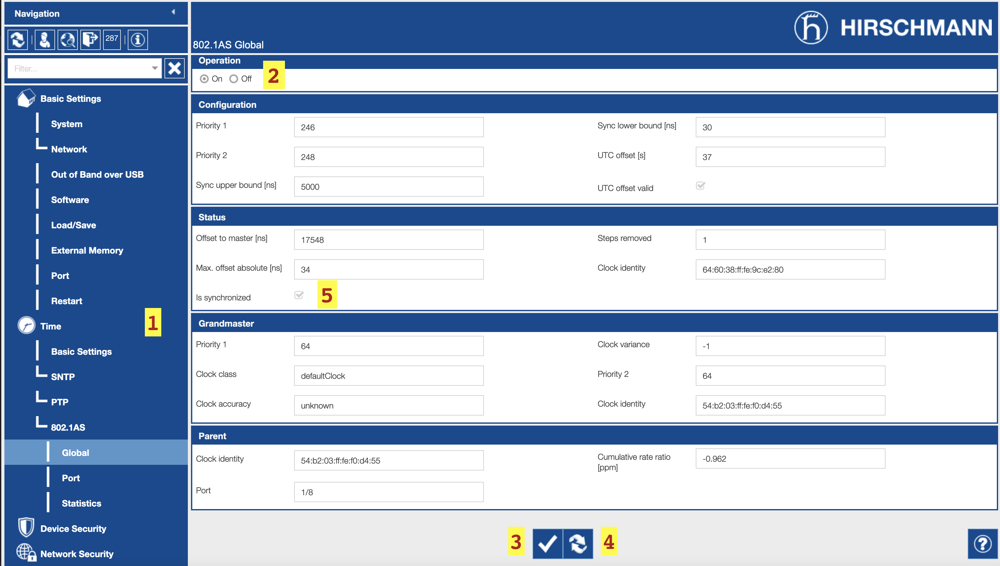 Navigation
287
Filter...
Basic Settings
System
Network
Out of Band over USB
Software
Load/Save
External Memory
Port
Restart
Time
1
Basic Settings
SNTP
PTP
802.1AS
Global
Port
Statistics
Device Security
Network Security
HIRSCHMANN
802.1AS Global
Operation
On Off 2
Configuration
Priority 1 246 Sync lower bound [ns] 30
Priority 2 248 UTC offset [s] 37
Sync upper bound [ns] 5000 UTC offset valid
Status
Offset to master [ns] 17548 Steps removed 1
Max. offset absolute [ns] 34 Clock identity 64:60:38:ff:fe:9c:e2:80
Is synchronized 5
Grandmaster
Priority 1 64 Clock variance -1
Clock class defaultClock Priority 2 64
Clock accuracy unknown Clock identity 54:b2:03:ff:fe:f0:d4:55
Parent
Clock identity 54:b2:03:ff:fe:f0:d4:55 Cumulative rate ratio -0.962
[ppm]
Port 1/8
3 4 ?